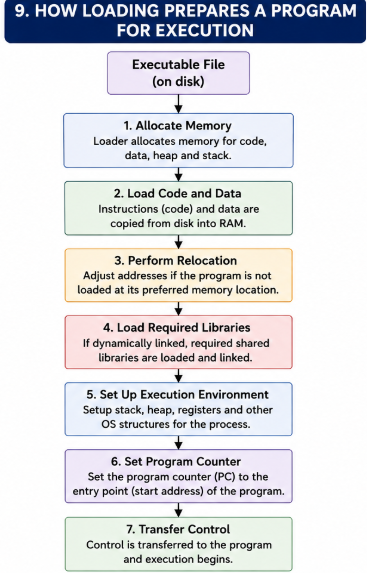 9. HOW LOADING PREPARES A PROGRAM
FOR EXECUTION
Executable File
(on disk)
1. Allocate Memory
Loader allocates memory for code,
data, heap and stack.
2. Load Code and Data
Instructions (code) and data are
copied from disk into RAM.
3. Perform Relocation
Adjust addresses if the program is not
loaded at its preferred memory location.
4. Load Required Libraries
If dynamically linked, required shared
libraries are loaded and linked.
5. Set Up Execution Environment
Setup stack, heap, registers and other
OS structures for the process.
6. Set Program Counter
Set the program counter (PC) to the
entry point (start address) of the program.
7. Transfer Control
Control is transferred to the program
and execution begins.